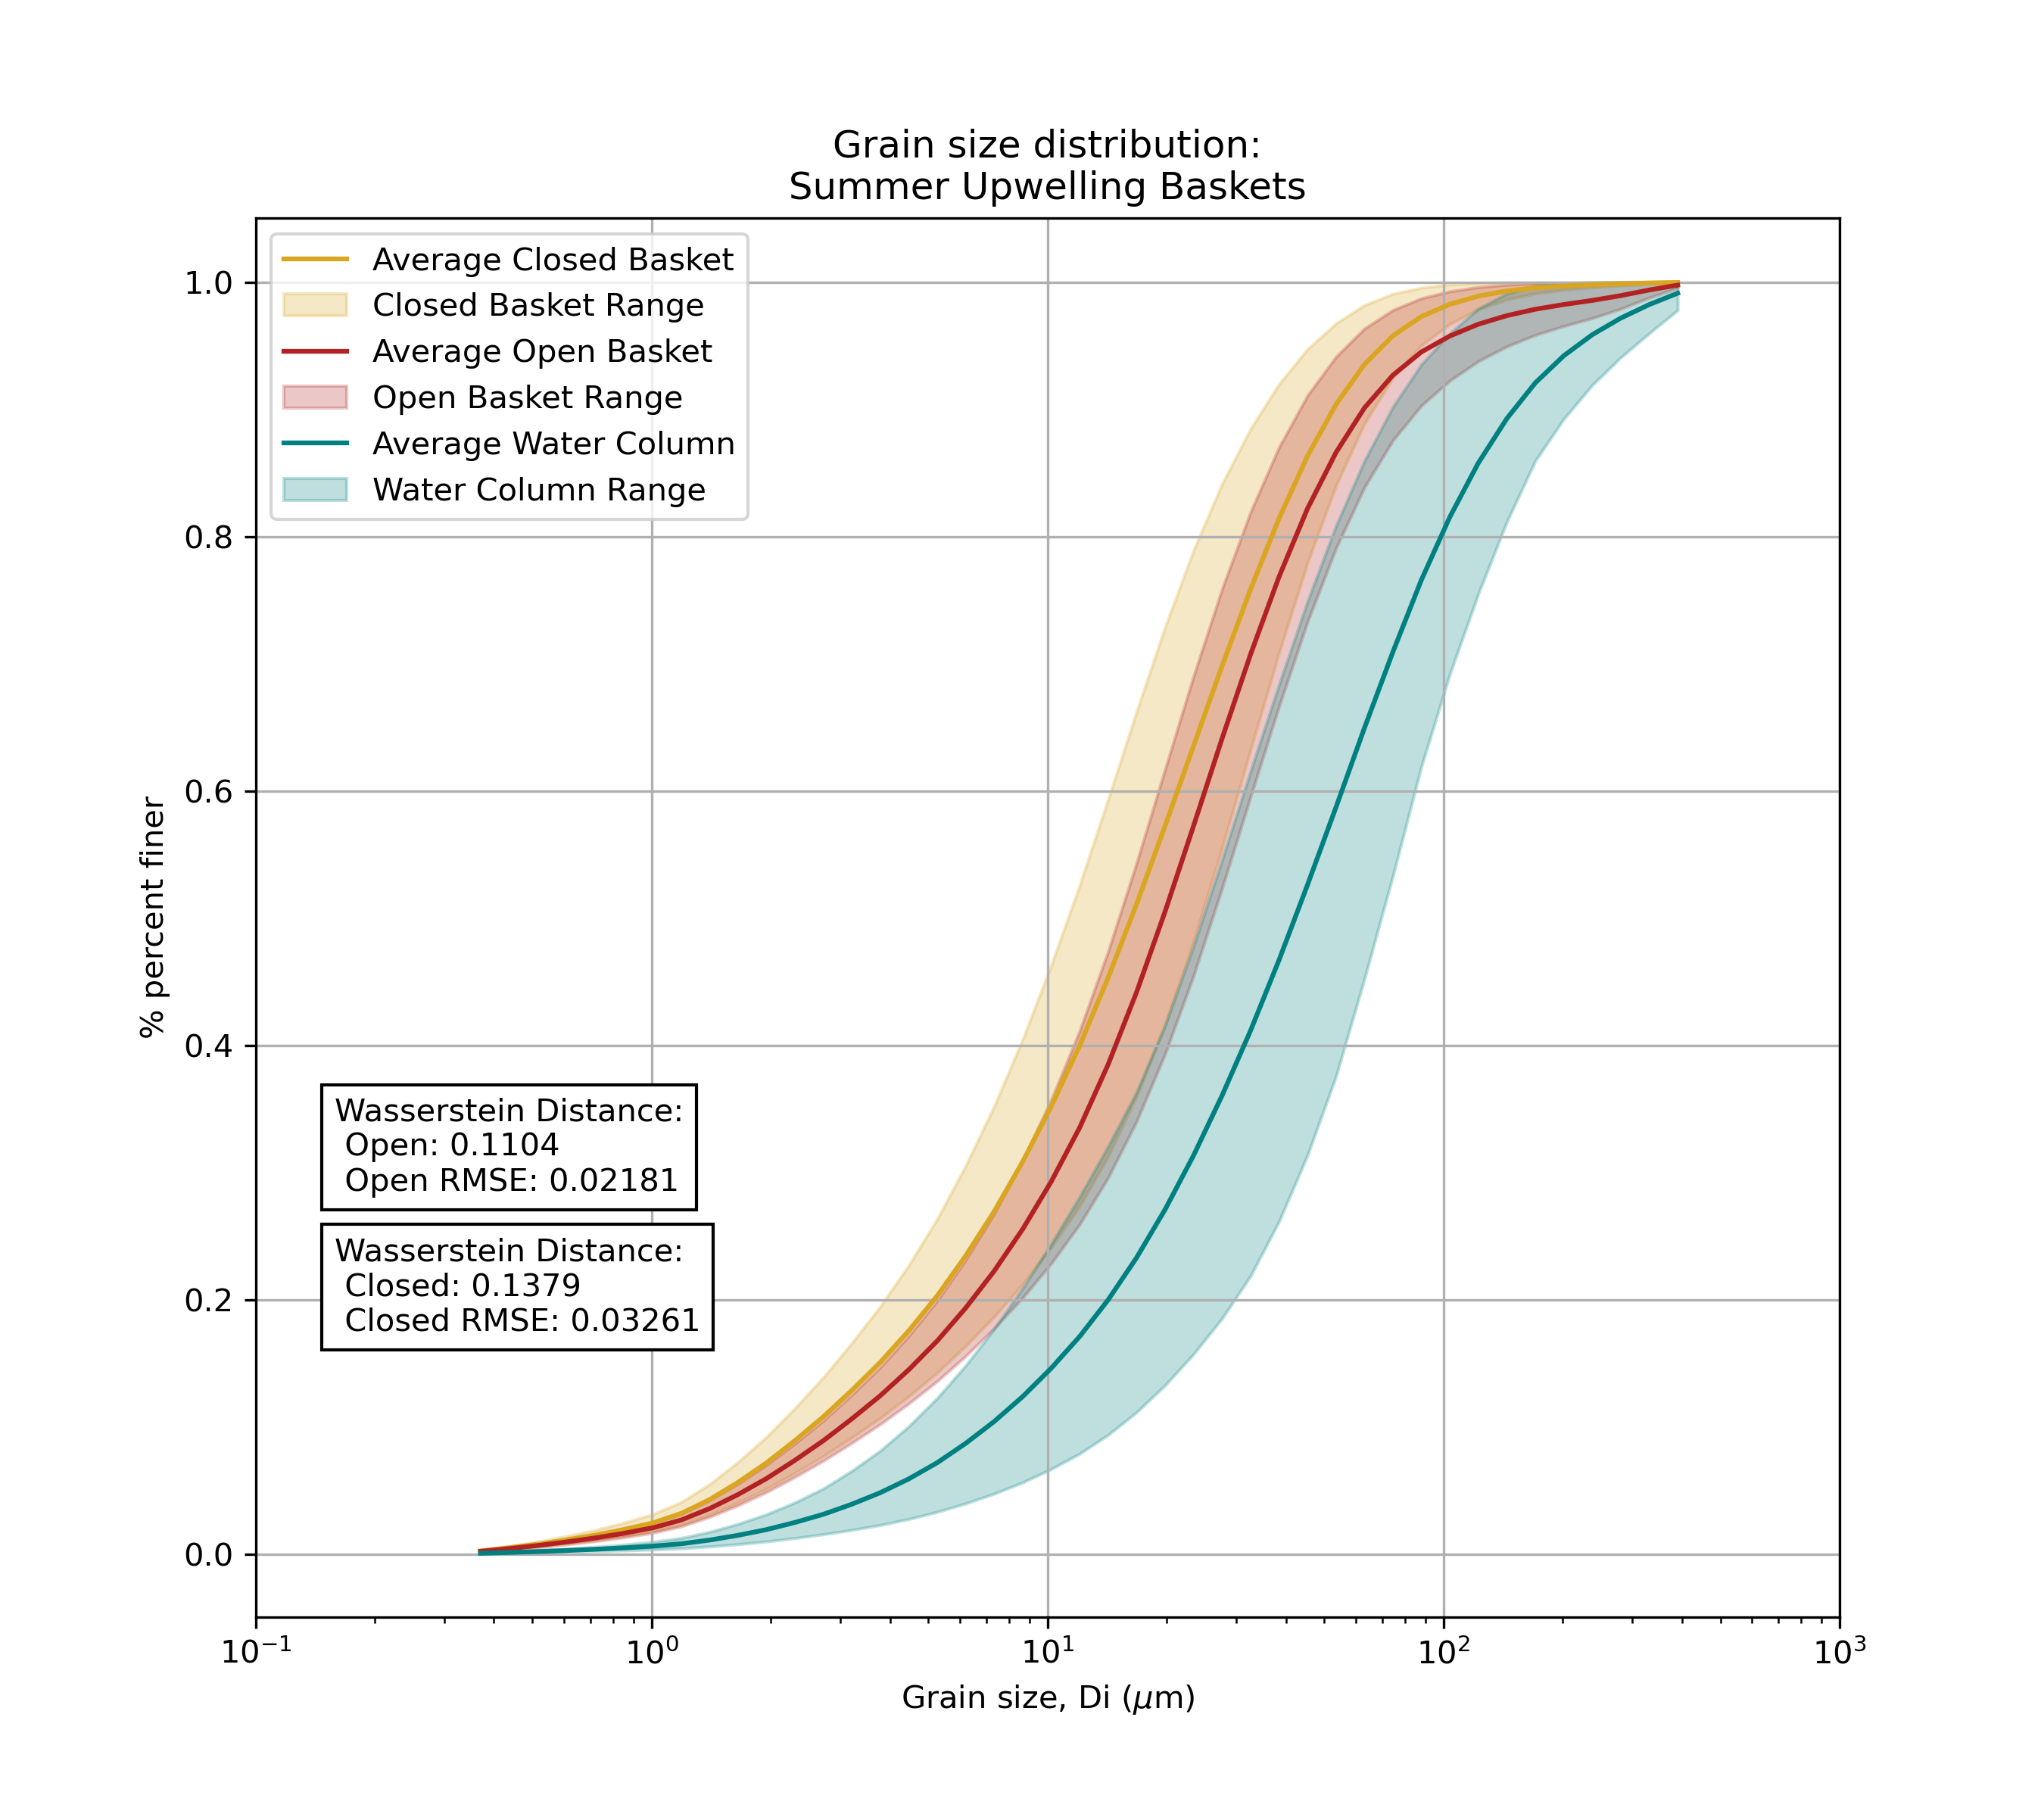 Grain size distribution:
Summer Upwelling Baskets
Average Closed Basket
Closed Basket Range
Average Open Basket
Open Basket Range
Average Water Column
Water Column Range
1.0
0.8
0.6
0.4
0.2
0.0
% percent finer
Wasserstein Distance:
Open: 0.1104
Open RMSE: 0.02181
Wasserstein Distance:
Closed: 0.1379
Closed RMSE: 0.03261
10⁻¹ 10⁰ 10¹ 10² 10³
Grain size, Di (μm)